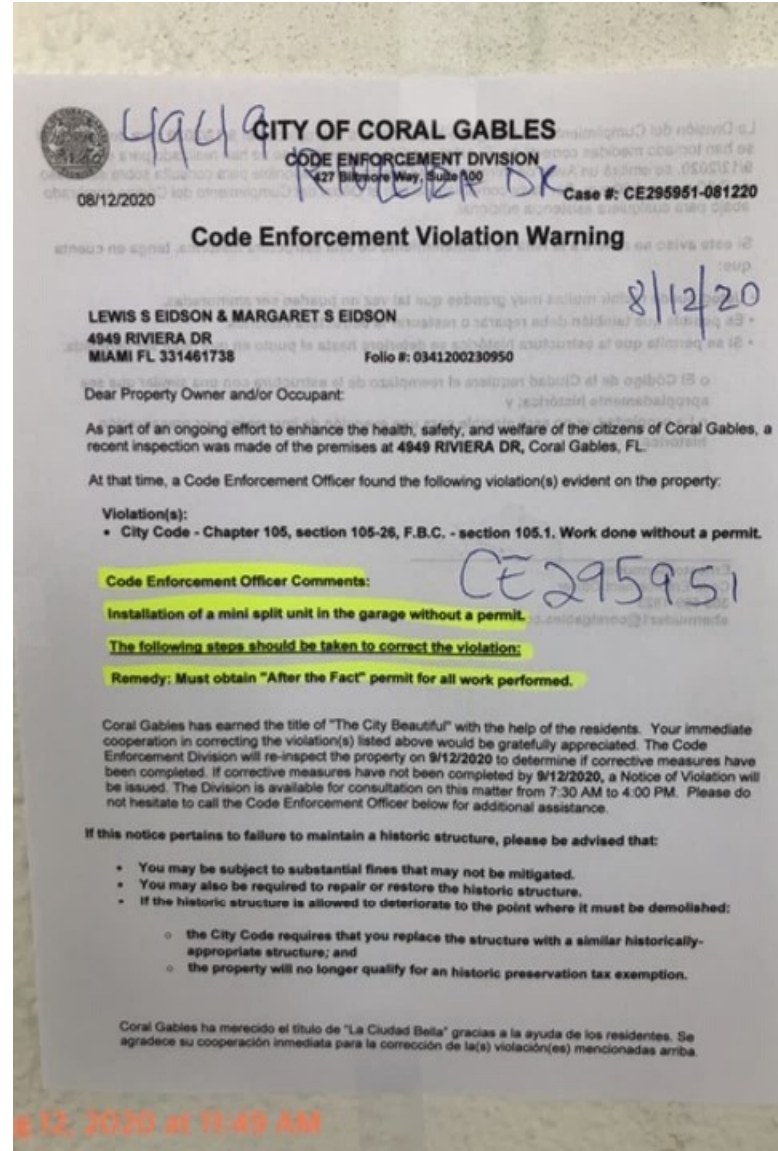 4949
CITY OF CORAL GABLES
CODE ENFORCEMENT DIVISION
427 Biltmore Way, Suite 100
RIVIERA DR
08/12/2020
Case #: CE295951-081220
Code Enforcement Violation Warning
8/12/20
LEWIS S EIDSON & MARGARET S EIDSON
4949 RIVIERA DR
MIAMI FL 331461738
Folio #: 0341200230950
Dear Property Owner and/or Occupant:
As part of an ongoing effort to enhance the health, safety, and welfare of the citizens of Coral Gables, a
recent inspection was made of the premises at 4949 RIVIERA DR, Coral Gables, FL.
At that time, a Code Enforcement Officer found the following violation(s) evident on the property:
Violation(s):
• City Code - Chapter 105, section 105-26, F.B.C. - section 105.1. Work done without a permit.
CE295951
Code Enforcement Officer Comments:
Installation of a mini split unit in the garage without a permit.
The following steps should be taken to correct the violation:
Remedy: Must obtain "After the Fact" permit for all work performed.
Coral Gables has earned the title of "The City Beautiful" with the help of the residents. Your immediate
cooperation in correcting the violation(s) listed above would be gratefully appreciated. The Code
Enforcement Division will re-inspect the property on 9/12/2020 to determine if corrective measures have
been completed. If corrective measures have not been completed by 9/12/2020, a Notice of Violation will
be issued. The Division is available for consultation on this matter from 7:30 AM to 4:00 PM. Please do
not hesitate to call the Code Enforcement Officer below for additional assistance.
If this notice pertains to failure to maintain a historic structure, please be advised that:
• You may be subject to substantial fines that may not be mitigated.
• You may also be required to repair or restore the historic structure.
• If the historic structure is allowed to deteriorate to the point where it must be demolished:
o the City Code requires that you replace the structure with a similar historically-
appropriate structure; and
o the property will no longer qualify for an historic preservation tax exemption.
Coral Gables ha merecido el título de "La Ciudad Bella" gracias a la ayuda de los residentes. Se
agradece su cooperación inmediata para la corrección de la(s) violación(es) mencionadas arriba.
g 12, 2020 at 11:49 AM